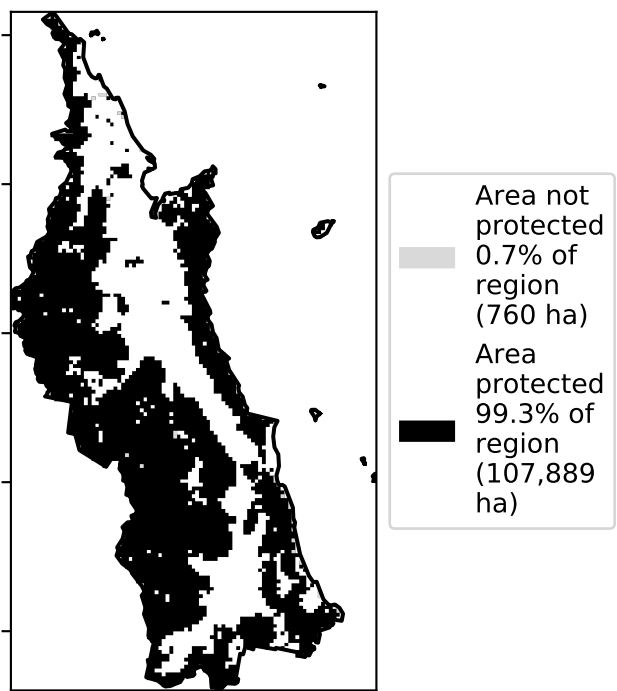 Area not
protected
0.7% of
region
(760 ha)
Area
protected
99.3% of
region
(107,889
ha)